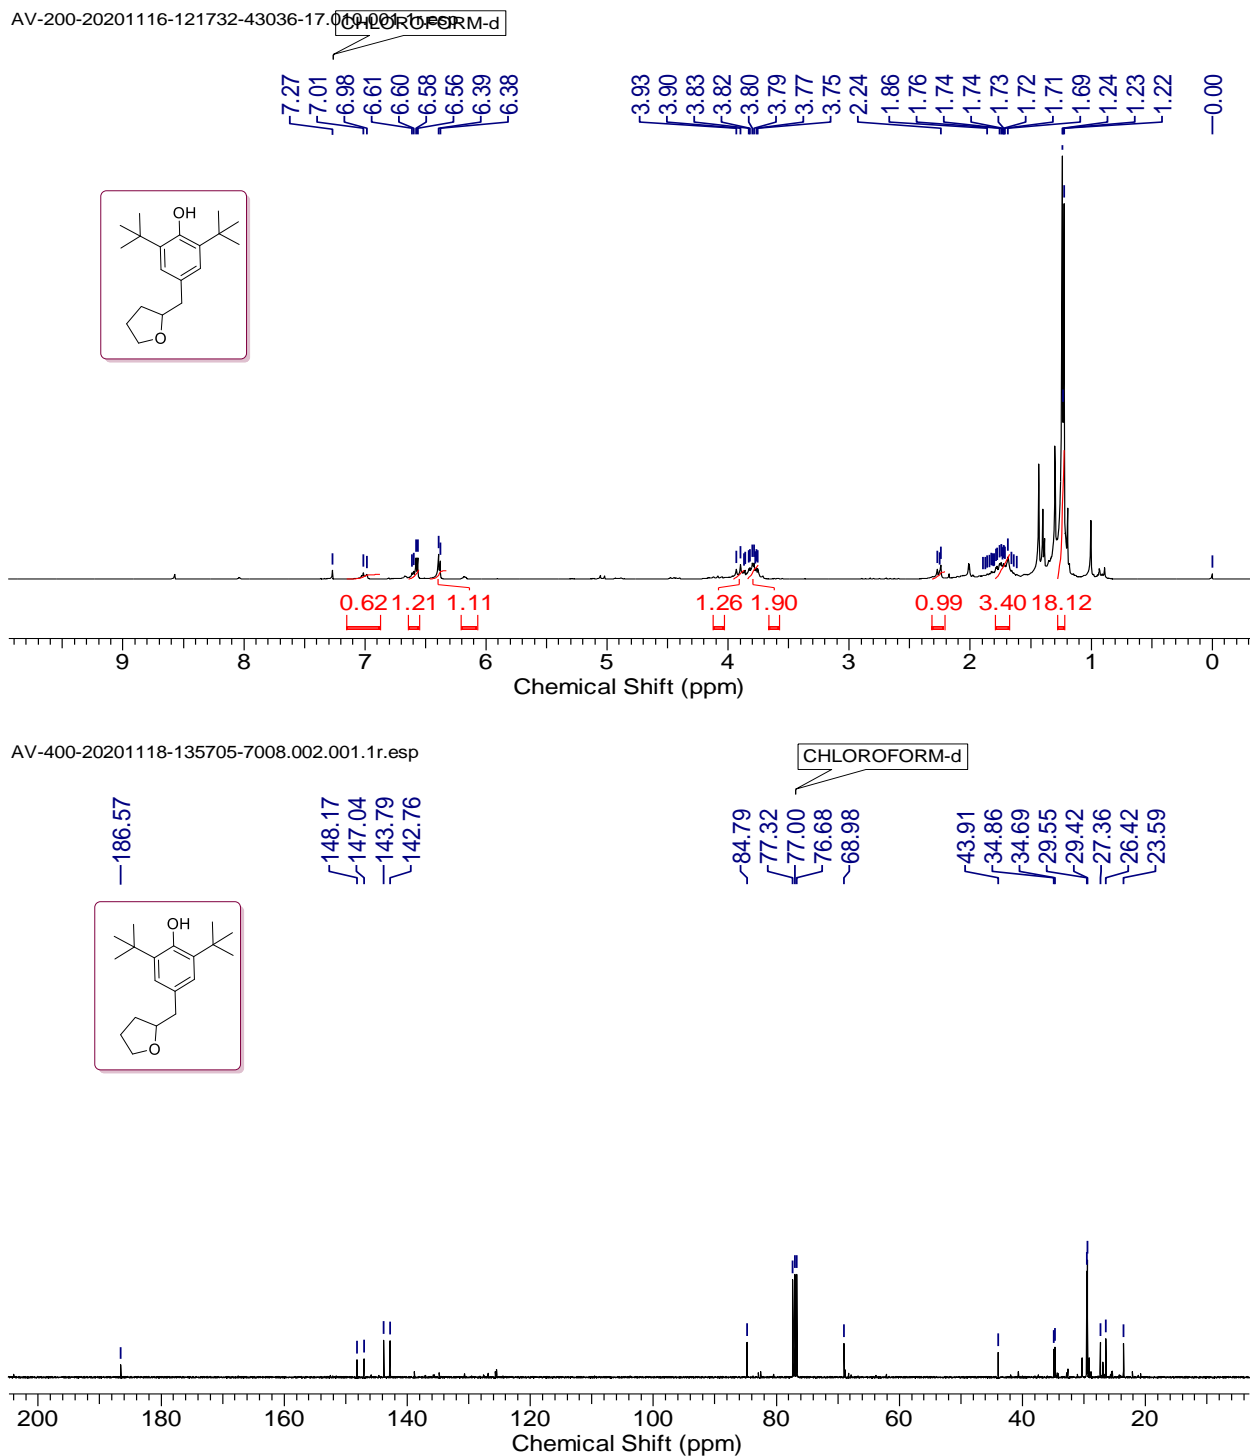 AV-200-20201116-121732-43036-17.010.001.1r.esp
CHLOROFORM-d
7.27 7.01 6.98 6.61 6.60 6.58 6.56 6.39 6.38 3.93 3.90 3.83 3.82 3.80 3.79 3.77 3.75 2.24 1.86 1.76 1.74 1.74 1.73 1.72 1.71 1.69 1.24 1.23 1.22 0.00
OH
O
0.62 1.21 1.11 1.26 1.90 0.99 3.40 18.12
9 8 7 6 5 4 3 2 1 0
Chemical Shift (ppm)
AV-400-20201118-135705-7008.002.001.1r.esp
CHLOROFORM-d
186.57 148.17 147.04 143.79 142.76 84.79 77.32 77.00 76.68 68.98 43.91 34.86 34.69 29.55 29.42 27.36 26.42 23.59
OH
O
200 180 160 140 120 100 80 60 40 20
Chemical Shift (ppm)